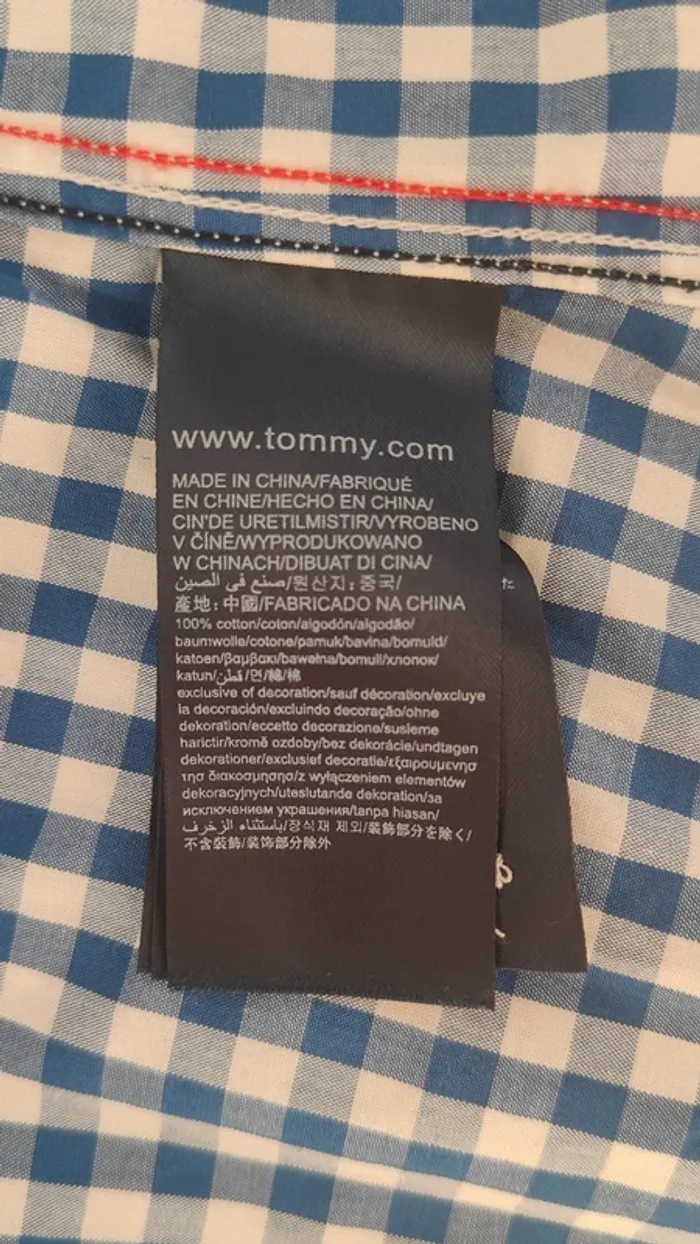 www.tommy.com
MADE IN CHINA/FABRIQUÉ
EN CHINE/HECHO EN CHINA/
CIN'DE URETILMISTIR/VYROBENO
V ČÍNĚ/WYPRODUKOWANO
W CHINACH/DIBUAT DI CINA/
صنع في الصين/원산지: 중국/
產地: 中國/FABRICADO NA CHINA
100% cotton/coton/algodón/algodão/
baumwolle/cotone/pamuk/bavlna/bomuld/
katoen/βαμβακι/bawełna/bomull/хлопок/
katun/قطن/면/綿/棉
exclusive of decoration/sauf décoration/excluye
la decoración/excluindo decoração/ohne
dekoration/eccetto decorazione/susleme
harictir/kromě ozdoby/bez dekorácie/undtagen
dekorationer/exclusief decoratie/εξαιρουμενησ
τησ διακοσμησησ/z wyłączeniem elementów
dekoracyjnych/uteslutande dekoration/за
исключением украшения/tanpa hiasan/
باستثناء الزخرف/장식재 제외/装飾部分を除く/
不含裝飾/装饰部分除外
た